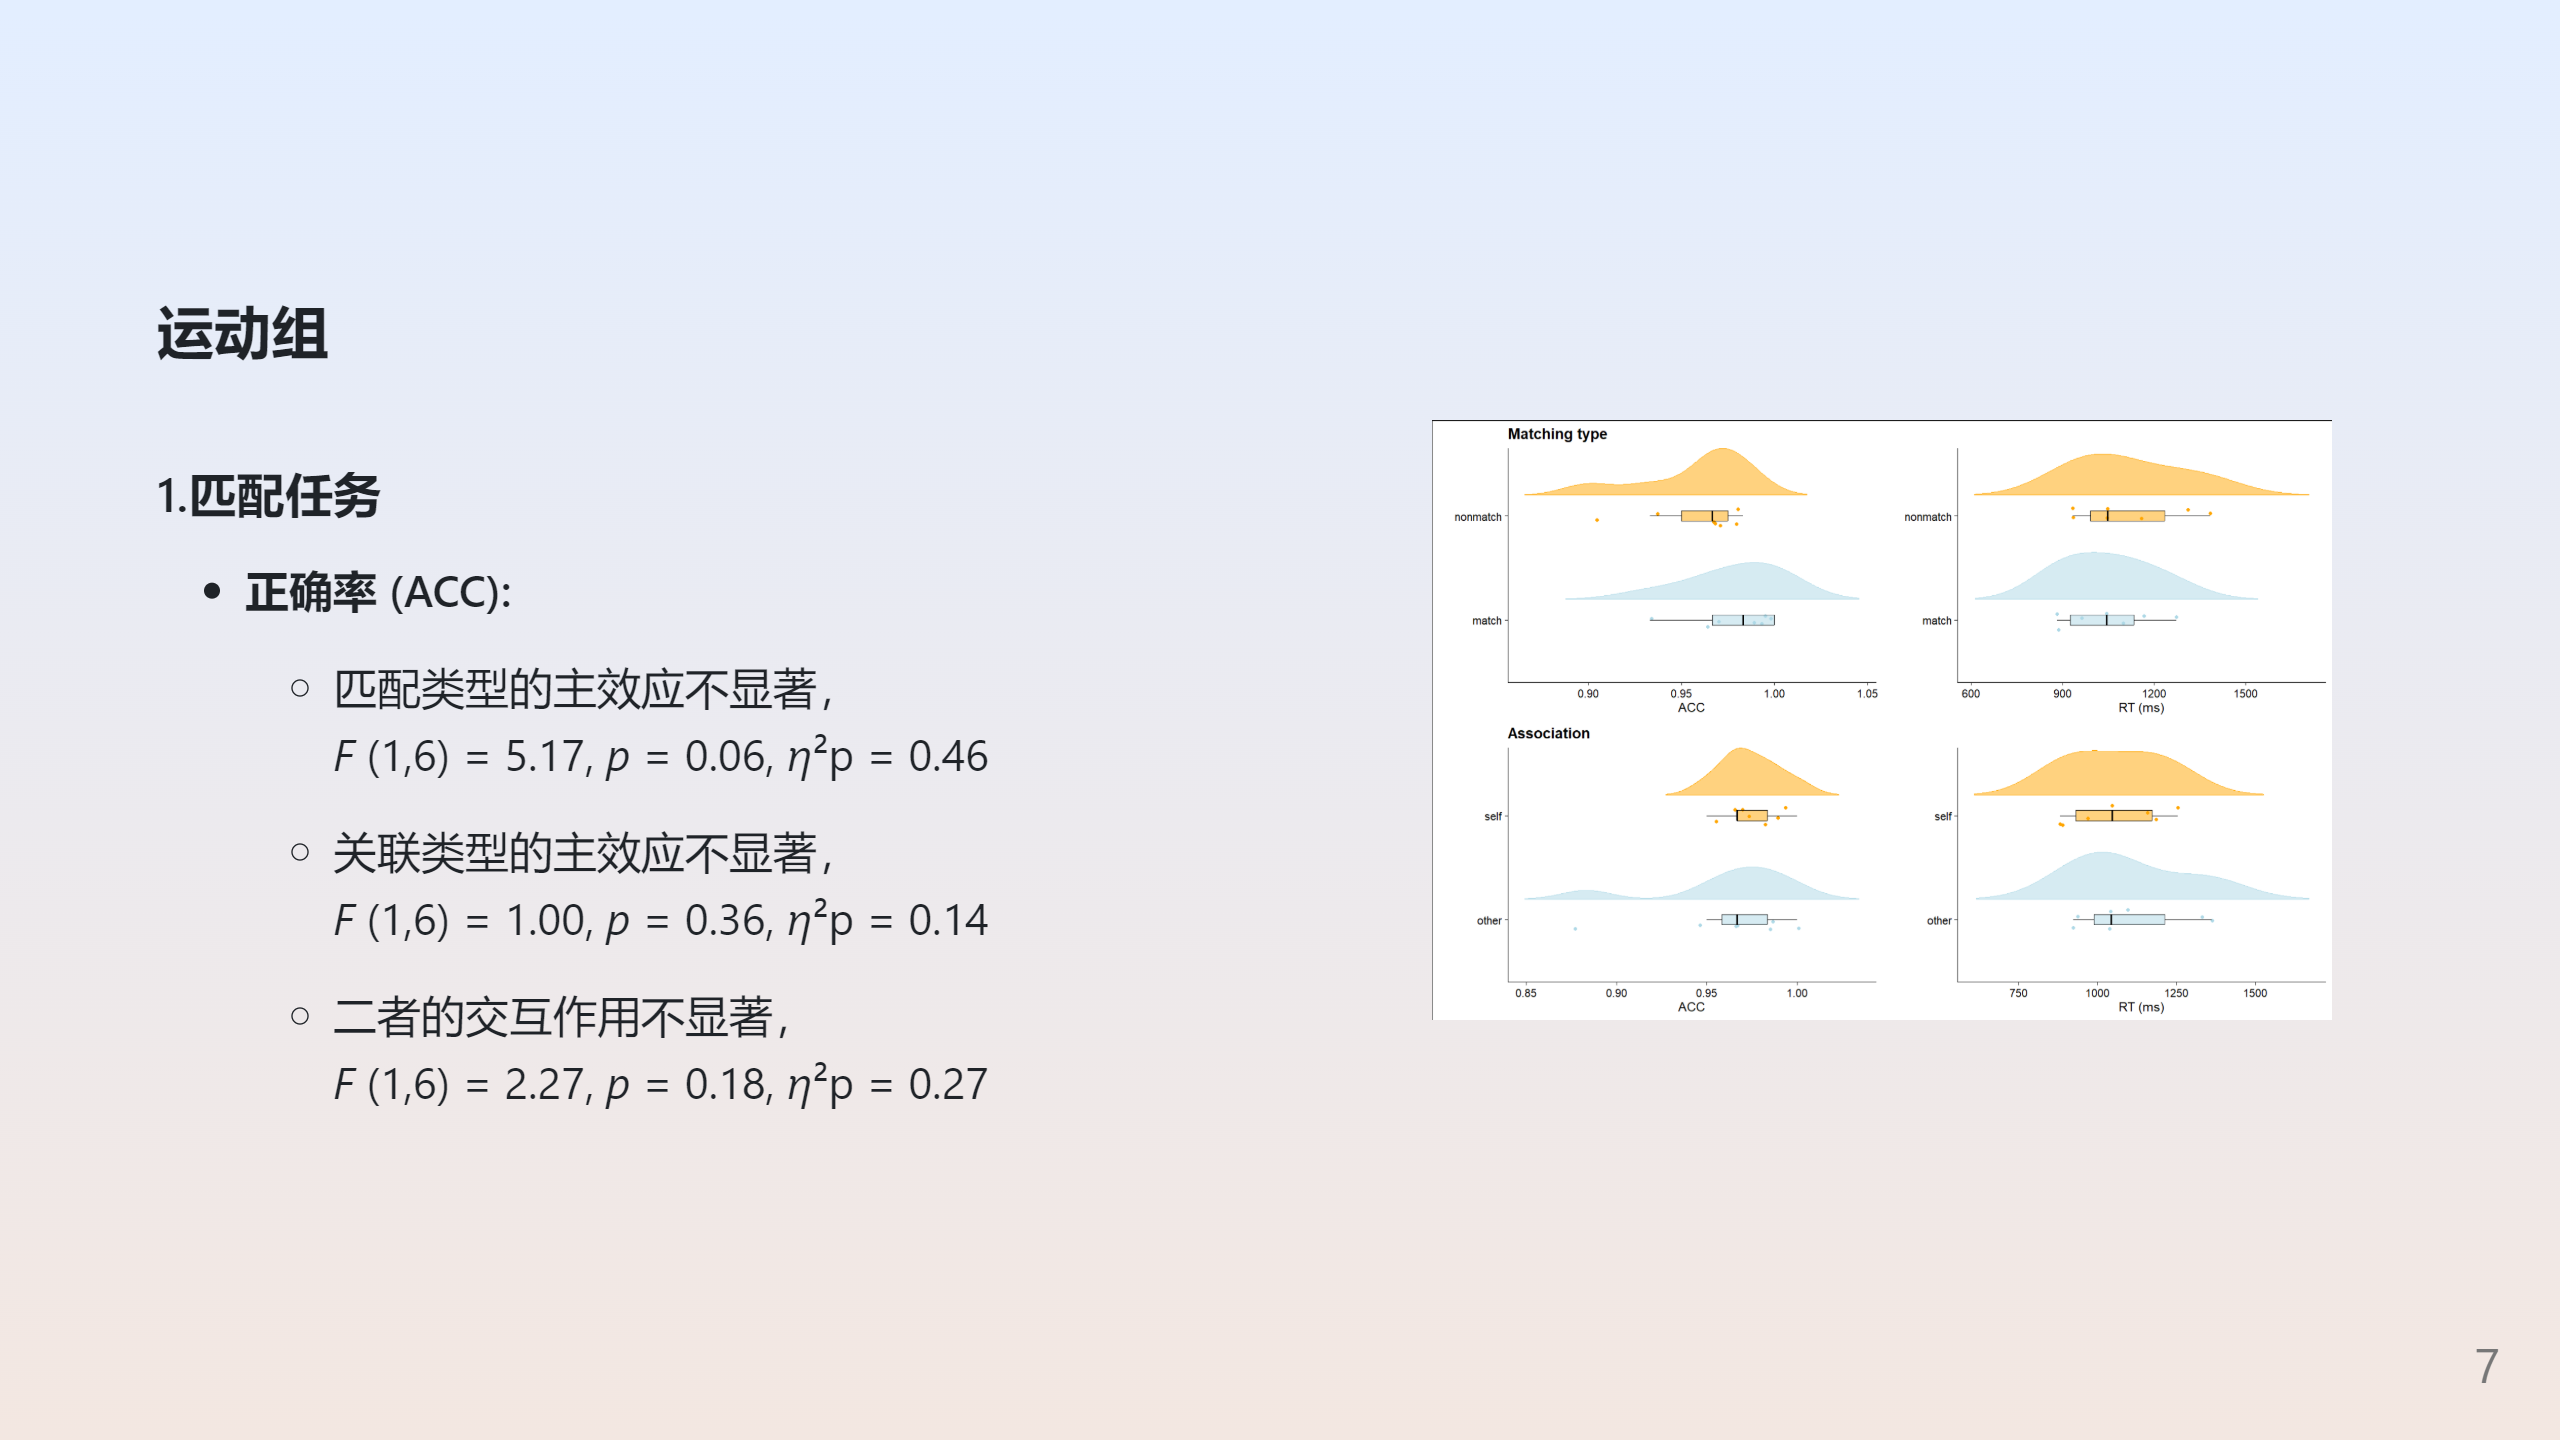 运动组
1.匹配任务
• 正确率 (ACC):
○ 匹配类型的主效应不显著，
F (1,6) = 5.17, p = 0.06, η²p = 0.46
○ 关联类型的主效应不显著，
F (1,6) = 1.00, p = 0.36, η²p = 0.14
○ 二者的交互作用不显著，
F (1,6) = 2.27, p = 0.18, η²p = 0.27
Matching type
nonmatch
match
0.90 0.95 1.00 1.05
ACC
nonmatch
match
600 900 1200 1500
RT (ms)
Association
self
other
0.85 0.90 0.95 1.00
ACC
self
other
750 1000 1250 1500
RT (ms)
7